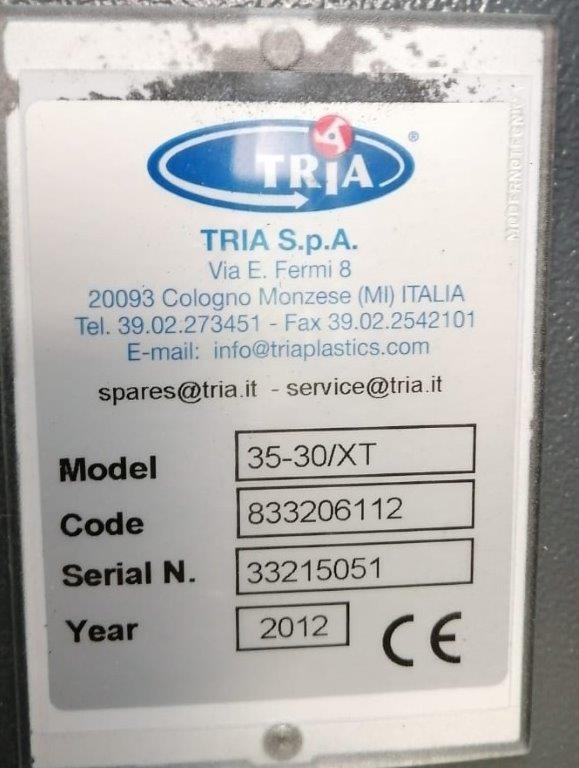 TRIA
®
TRIA S.p.A.
Via E. Fermi 8
20093 Cologno Monzese (MI) ITALIA
Tel. 39.02.273451 - Fax 39.02.2542101
E-mail: info@triaplastics.com
spares@tria.it - service@tria.it
Model 35-30/XT
Code 833206112
Serial N. 33215051
Year 2012 CE